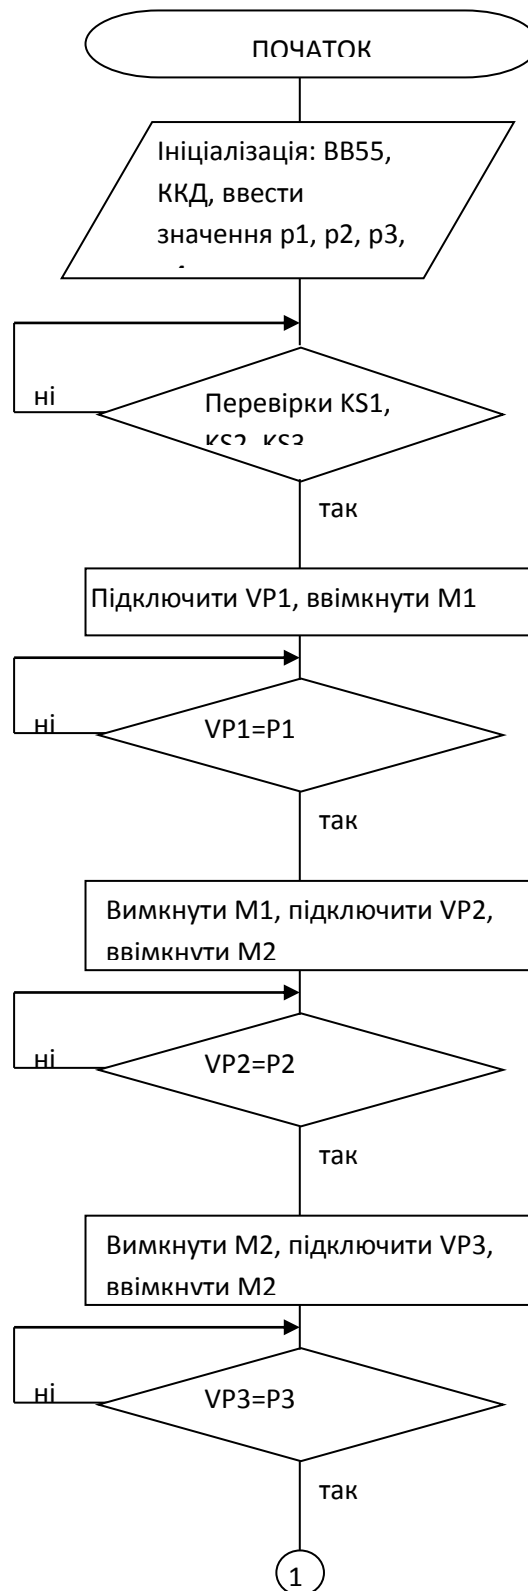 ПОЧАТОК
Ініціалізація: ВВ55,
ККД, ввести
значення р1, р2, р3,
Перевірки KS1,
KS2, KS3
ні
так
Підключити VP1, ввімкнути М1
VP1=P1
ні
так
Вимкнути М1, підключити VP2,
ввімкнути М2
VP2=P2
ні
так
Вимкнути М2, підключити VP3,
ввімкнути М2
VP3=P3
ні
так
1